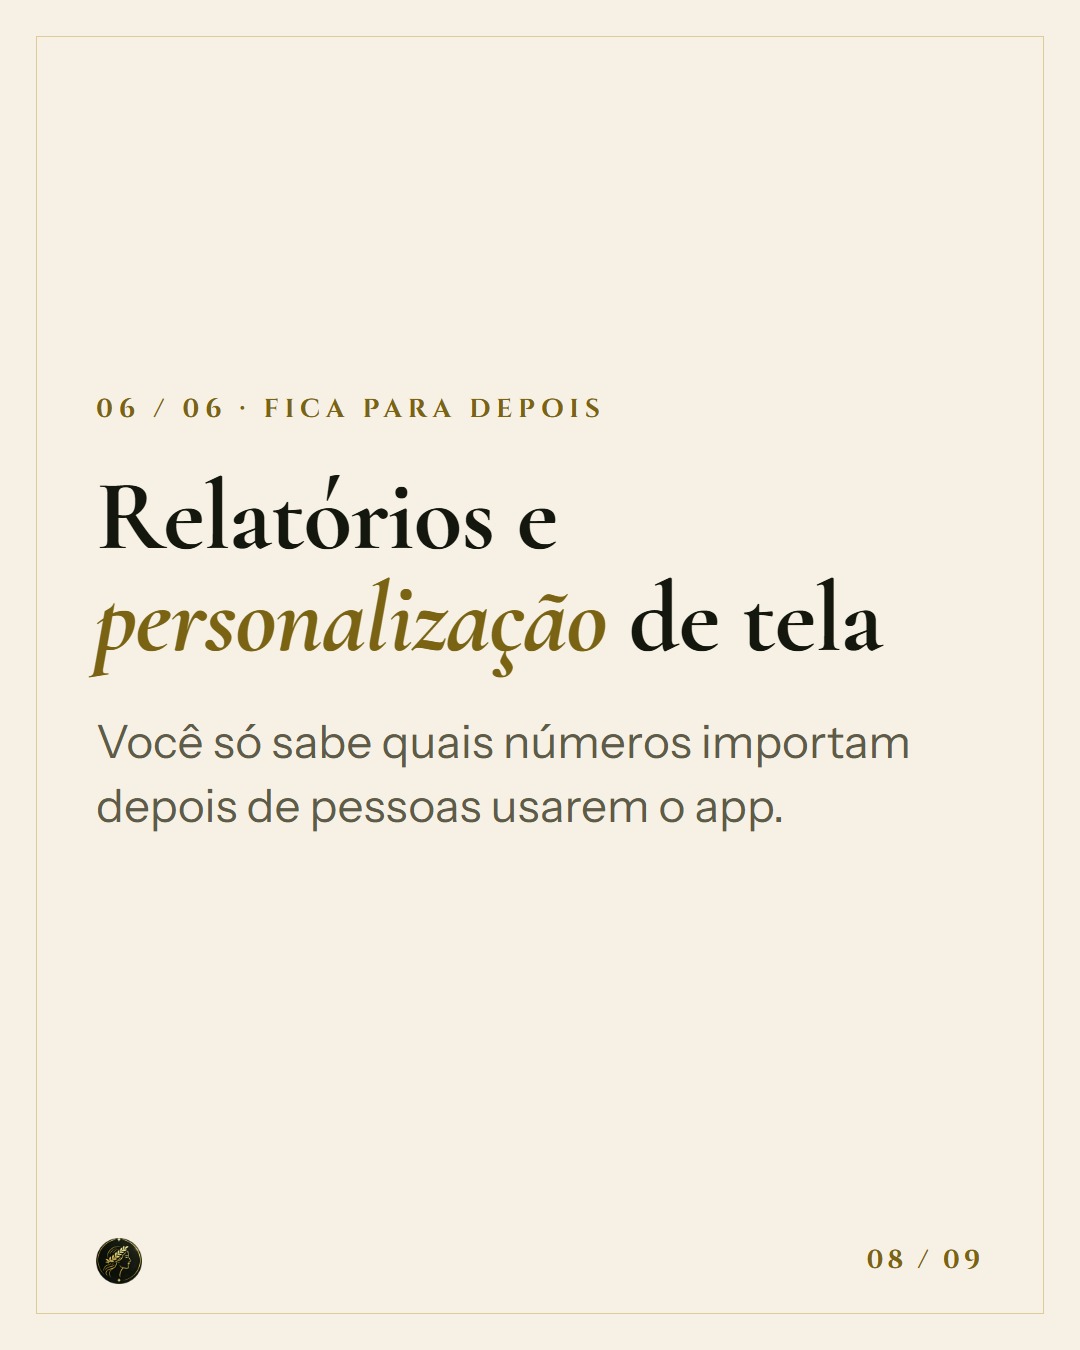 06 / 06 · FICA PARA DEPOIS
Relatórios e
personalização de tela
Você só sabe quais números importam
depois de pessoas usarem o app.
08 / 09